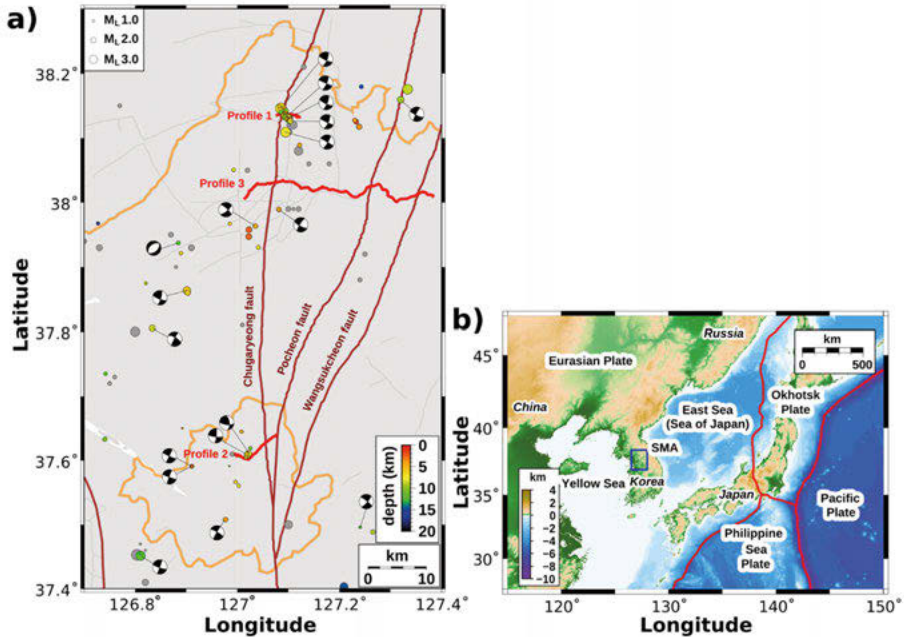 a)
M_L 1.0
M_L 2.0
M_L 3.0
38.2°
38°
37.8°
37.6°
37.4°
Latitude
Profile 1
Profile 3
Profile 2
Chugaryeong fault
Pocheon fault
Wangsukcheon fault
depth (km)
0
5
10
15
20
km
0
10
126.8°
127°
127.2°
127.4°
Longitude
b)
45°
40°
35°
30°
Latitude
Russia
km
0
500
Eurasian Plate
Okhotsk
Plate
China
East Sea
(Sea of Japan)
SMA
km
4
2
0
−2
−4
−6
−8
−10
Yellow Sea
Korea
Japan
Pacific
Plate
Philippine
Sea
Plate
120°
130°
140°
150°
Longitude